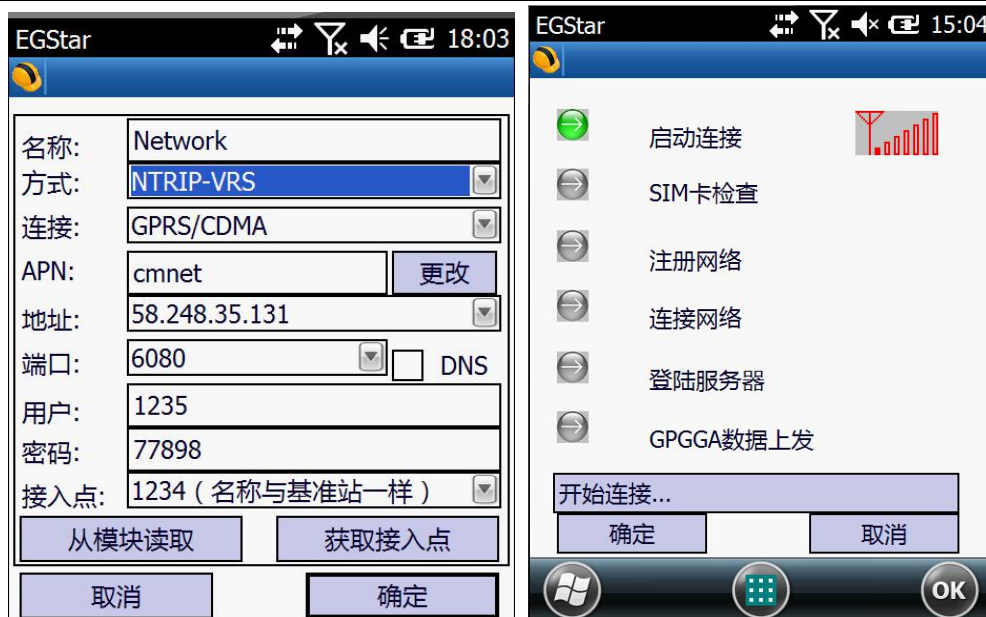 EGStar 18:03
名称: Network
方式: NTRIP-VRS
连接: GPRS/CDMA
APN: cmnet 更改
地址: 58.248.35.131
端口: 6080 DNS
用户: 1235
密码: 77898
接入点: 1234（名称与基准站一样）
从模块读取 获取接入点
取消 确定
EGStar 15:04
启动连接
SIM卡检查
注册网络
连接网络
登陆服务器
GPGGA数据上发
开始连接...
确定 取消
OK